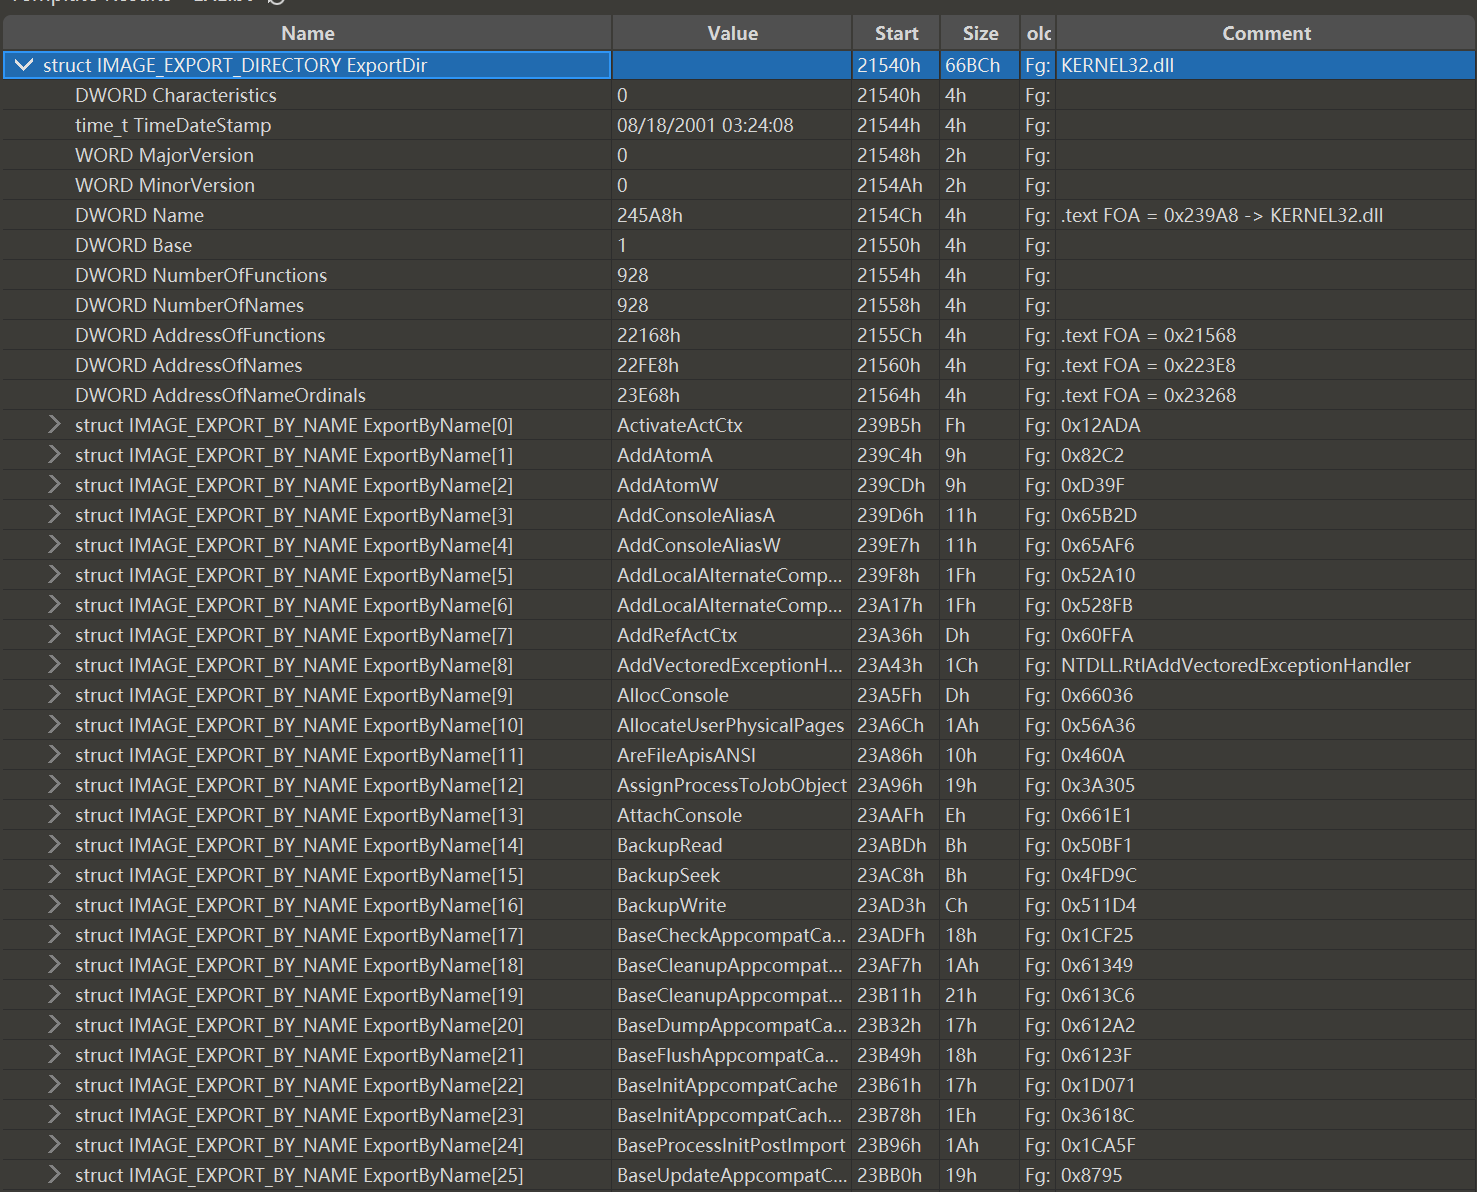 Name Value Start Size olc Comment
struct IMAGE_EXPORT_DIRECTORY ExportDir 21540h 66BCh Fg: KERNEL32.dll
DWORD Characteristics 0 21540h 4h Fg:
time_t TimeDateStamp 08/18/2001 03:24:08 21544h 4h Fg:
WORD MajorVersion 0 21548h 2h Fg:
WORD MinorVersion 0 2154Ah 2h Fg:
DWORD Name 245A8h 2154Ch 4h Fg: .text FOA = 0x239A8 -> KERNEL32.dll
DWORD Base 1 21550h 4h Fg:
DWORD NumberOfFunctions 928 21554h 4h Fg:
DWORD NumberOfNames 928 21558h 4h Fg:
DWORD AddressOfFunctions 22168h 2155Ch 4h Fg: .text FOA = 0x21568
DWORD AddressOfNames 22FE8h 21560h 4h Fg: .text FOA = 0x223E8
DWORD AddressOfNameOrdinals 23E68h 21564h 4h Fg: .text FOA = 0x23268
struct IMAGE_EXPORT_BY_NAME ExportByName[0] ActivateActCtx 239B5h Fh Fg: 0x12ADA
struct IMAGE_EXPORT_BY_NAME ExportByName[1] AddAtomA 239C4h 9h Fg: 0x82C2
struct IMAGE_EXPORT_BY_NAME ExportByName[2] AddAtomW 239CDh 9h Fg: 0xD39F
struct IMAGE_EXPORT_BY_NAME ExportByName[3] AddConsoleAliasA 239D6h 11h Fg: 0x65B2D
struct IMAGE_EXPORT_BY_NAME ExportByName[4] AddConsoleAliasW 239E7h 11h Fg: 0x65AF6
struct IMAGE_EXPORT_BY_NAME ExportByName[5] AddLocalAlternateComp... 239F8h 1Fh Fg: 0x52A10
struct IMAGE_EXPORT_BY_NAME ExportByName[6] AddLocalAlternateComp... 23A17h 1Fh Fg: 0x528FB
struct IMAGE_EXPORT_BY_NAME ExportByName[7] AddRefActCtx 23A36h Dh Fg: 0x60FFA
struct IMAGE_EXPORT_BY_NAME ExportByName[8] AddVectoredExceptionH... 23A43h 1Ch Fg: NTDLL.RtlAddVectoredExceptionHandler
struct IMAGE_EXPORT_BY_NAME ExportByName[9] AllocConsole 23A5Fh Dh Fg: 0x66036
struct IMAGE_EXPORT_BY_NAME ExportByName[10] AllocateUserPhysicalPages 23A6Ch 1Ah Fg: 0x56A36
struct IMAGE_EXPORT_BY_NAME ExportByName[11] AreFileApisANSI 23A86h 10h Fg: 0x460A
struct IMAGE_EXPORT_BY_NAME ExportByName[12] AssignProcessToJobObject 23A96h 19h Fg: 0x3A305
struct IMAGE_EXPORT_BY_NAME ExportByName[13] AttachConsole 23AAFh Eh Fg: 0x661E1
struct IMAGE_EXPORT_BY_NAME ExportByName[14] BackupRead 23ABDh Bh Fg: 0x50BF1
struct IMAGE_EXPORT_BY_NAME ExportByName[15] BackupSeek 23AC8h Bh Fg: 0x4FD9C
struct IMAGE_EXPORT_BY_NAME ExportByName[16] BackupWrite 23AD3h Ch Fg: 0x511D4
struct IMAGE_EXPORT_BY_NAME ExportByName[17] BaseCheckAppcompatCa... 23ADFh 18h Fg: 0x1CF25
struct IMAGE_EXPORT_BY_NAME ExportByName[18] BaseCleanupAppcompat... 23AF7h 1Ah Fg: 0x61349
struct IMAGE_EXPORT_BY_NAME ExportByName[19] BaseCleanupAppcompat... 23B11h 21h Fg: 0x613C6
struct IMAGE_EXPORT_BY_NAME ExportByName[20] BaseDumpAppcompatCa... 23B32h 17h Fg: 0x612A2
struct IMAGE_EXPORT_BY_NAME ExportByName[21] BaseFlushAppcompatCa... 23B49h 18h Fg: 0x6123F
struct IMAGE_EXPORT_BY_NAME ExportByName[22] BaseInitAppcompatCache 23B61h 17h Fg: 0x1D071
struct IMAGE_EXPORT_BY_NAME ExportByName[23] BaseInitAppcompatCach... 23B78h 1Eh Fg: 0x3618C
struct IMAGE_EXPORT_BY_NAME ExportByName[24] BaseProcessInitPostImport 23B96h 1Ah Fg: 0x1CA5F
struct IMAGE_EXPORT_BY_NAME ExportByName[25] BaseUpdateAppcompatC... 23BB0h 19h Fg: 0x8795